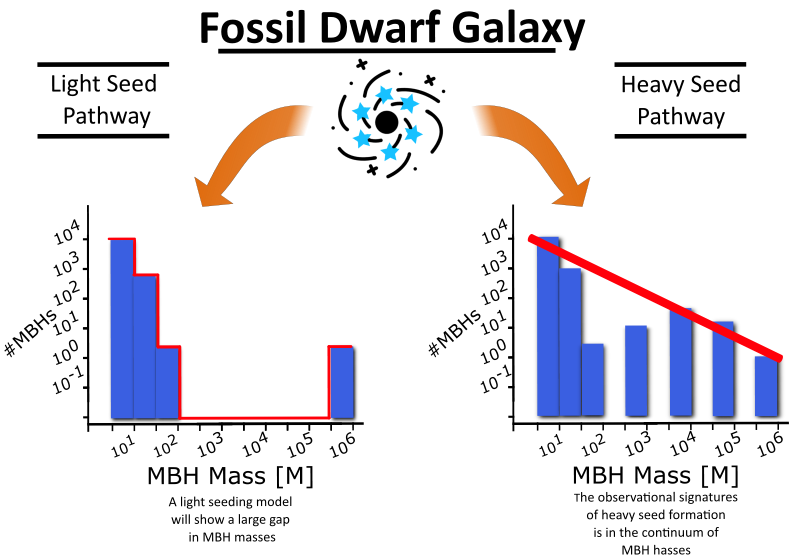 Fossil Dwarf Galaxy
Light Seed
Pathway
Heavy Seed
Pathway
10^4
10^3
10^2
10^1
10^0
10^-1
#MBHs
10^1 10^2 10^3 10^4 10^5 10^6
MBH Mass [M]
A light seeding model
will show a large gap
in MBH masses
10^4
10^3
10^2
10^1
10^0
10^-1
#MBHs
10^1 10^2 10^3 10^4 10^5 10^6
MBH Mass [M]
The observational signatures
of heavy seed formation
is in the continuum of
MBH hasses